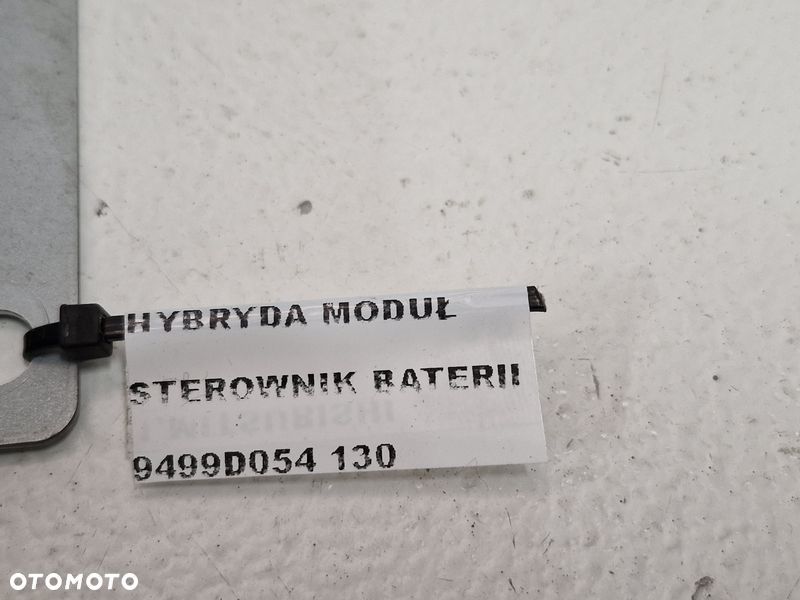 HYBRYDA MODUŁ
STEROWNIK BATERII
9499D054 130
OTOMOTO